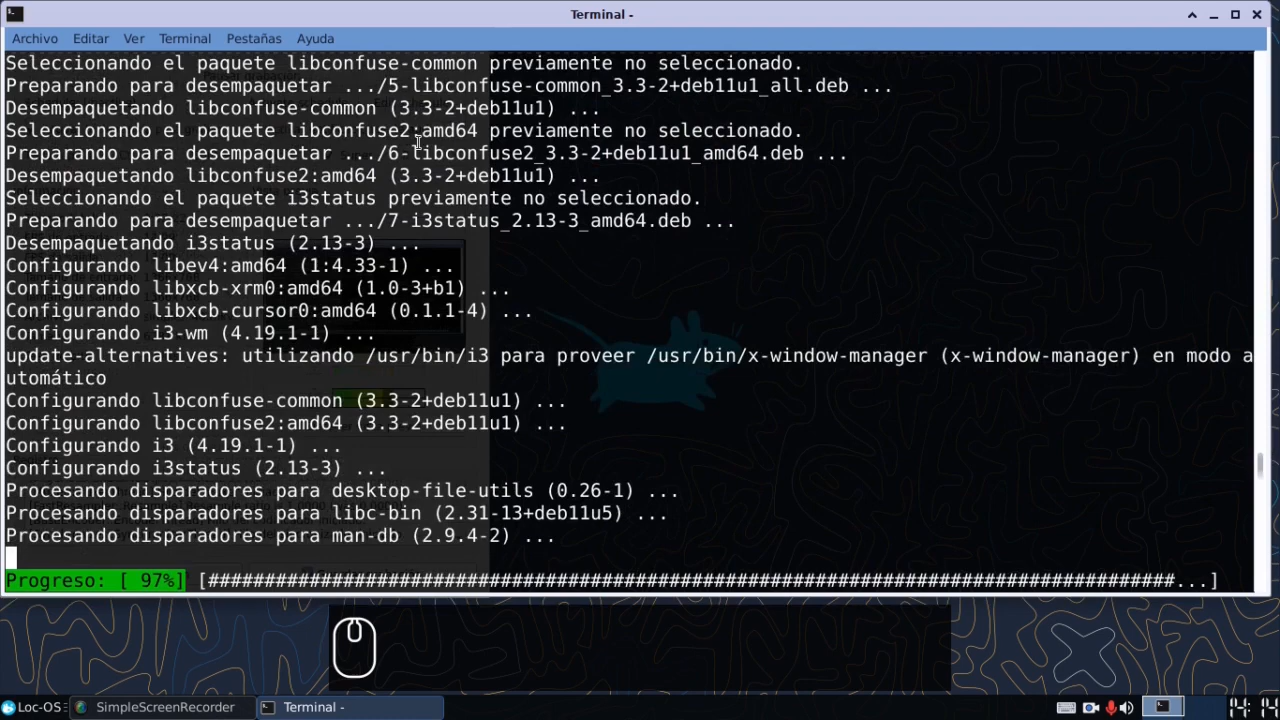 Terminal -
Archivo Editar Ver Terminal Pestañas Ayuda
Seleccionando el paquete libconfuse-common previamente no seleccionado.
Preparando para desempaquetar .../5-libconfuse-common_3.3-2+deb11u1_all.deb ...
Desempaquetando libconfuse-common (3.3-2+deb11u1) ...
Seleccionando el paquete libconfuse2:amd64 previamente no seleccionado.
Preparando para desempaquetar .../6-libconfuse2_3.3-2+deb11u1_amd64.deb ...
Desempaquetando libconfuse2:amd64 (3.3-2+deb11u1) ...
Seleccionando el paquete i3status previamente no seleccionado.
Preparando para desempaquetar .../7-i3status_2.13-3_amd64.deb ...
Desempaquetando i3status (2.13-3) ...
Configurando libev4:amd64 (1:4.33-1) ...
Configurando libxcb-xrm0:amd64 (1.0-3+b1) ...
Configurando libxcb-cursor0:amd64 (0.1.1-4) ...
Configurando i3-wm (4.19.1-1) ...
update-alternatives: utilizando /usr/bin/i3 para proveer /usr/bin/x-window-manager (x-window-manager) en modo a
utomático
Configurando libconfuse-common (3.3-2+deb11u1) ...
Configurando libconfuse2:amd64 (3.3-2+deb11u1) ...
Configurando i3 (4.19.1-1) ...
Configurando i3status (2.13-3) ...
Procesando disparadores para desktop-file-utils (0.26-1) ...
Procesando disparadores para libc-bin (2.31-13+deb11u5) ...
Procesando disparadores para man-db (2.9.4-2) ...
Progreso: [ 97%] [######################################################################################...]
Loc-OS SimpleScreenRecorder Terminal - 14:14